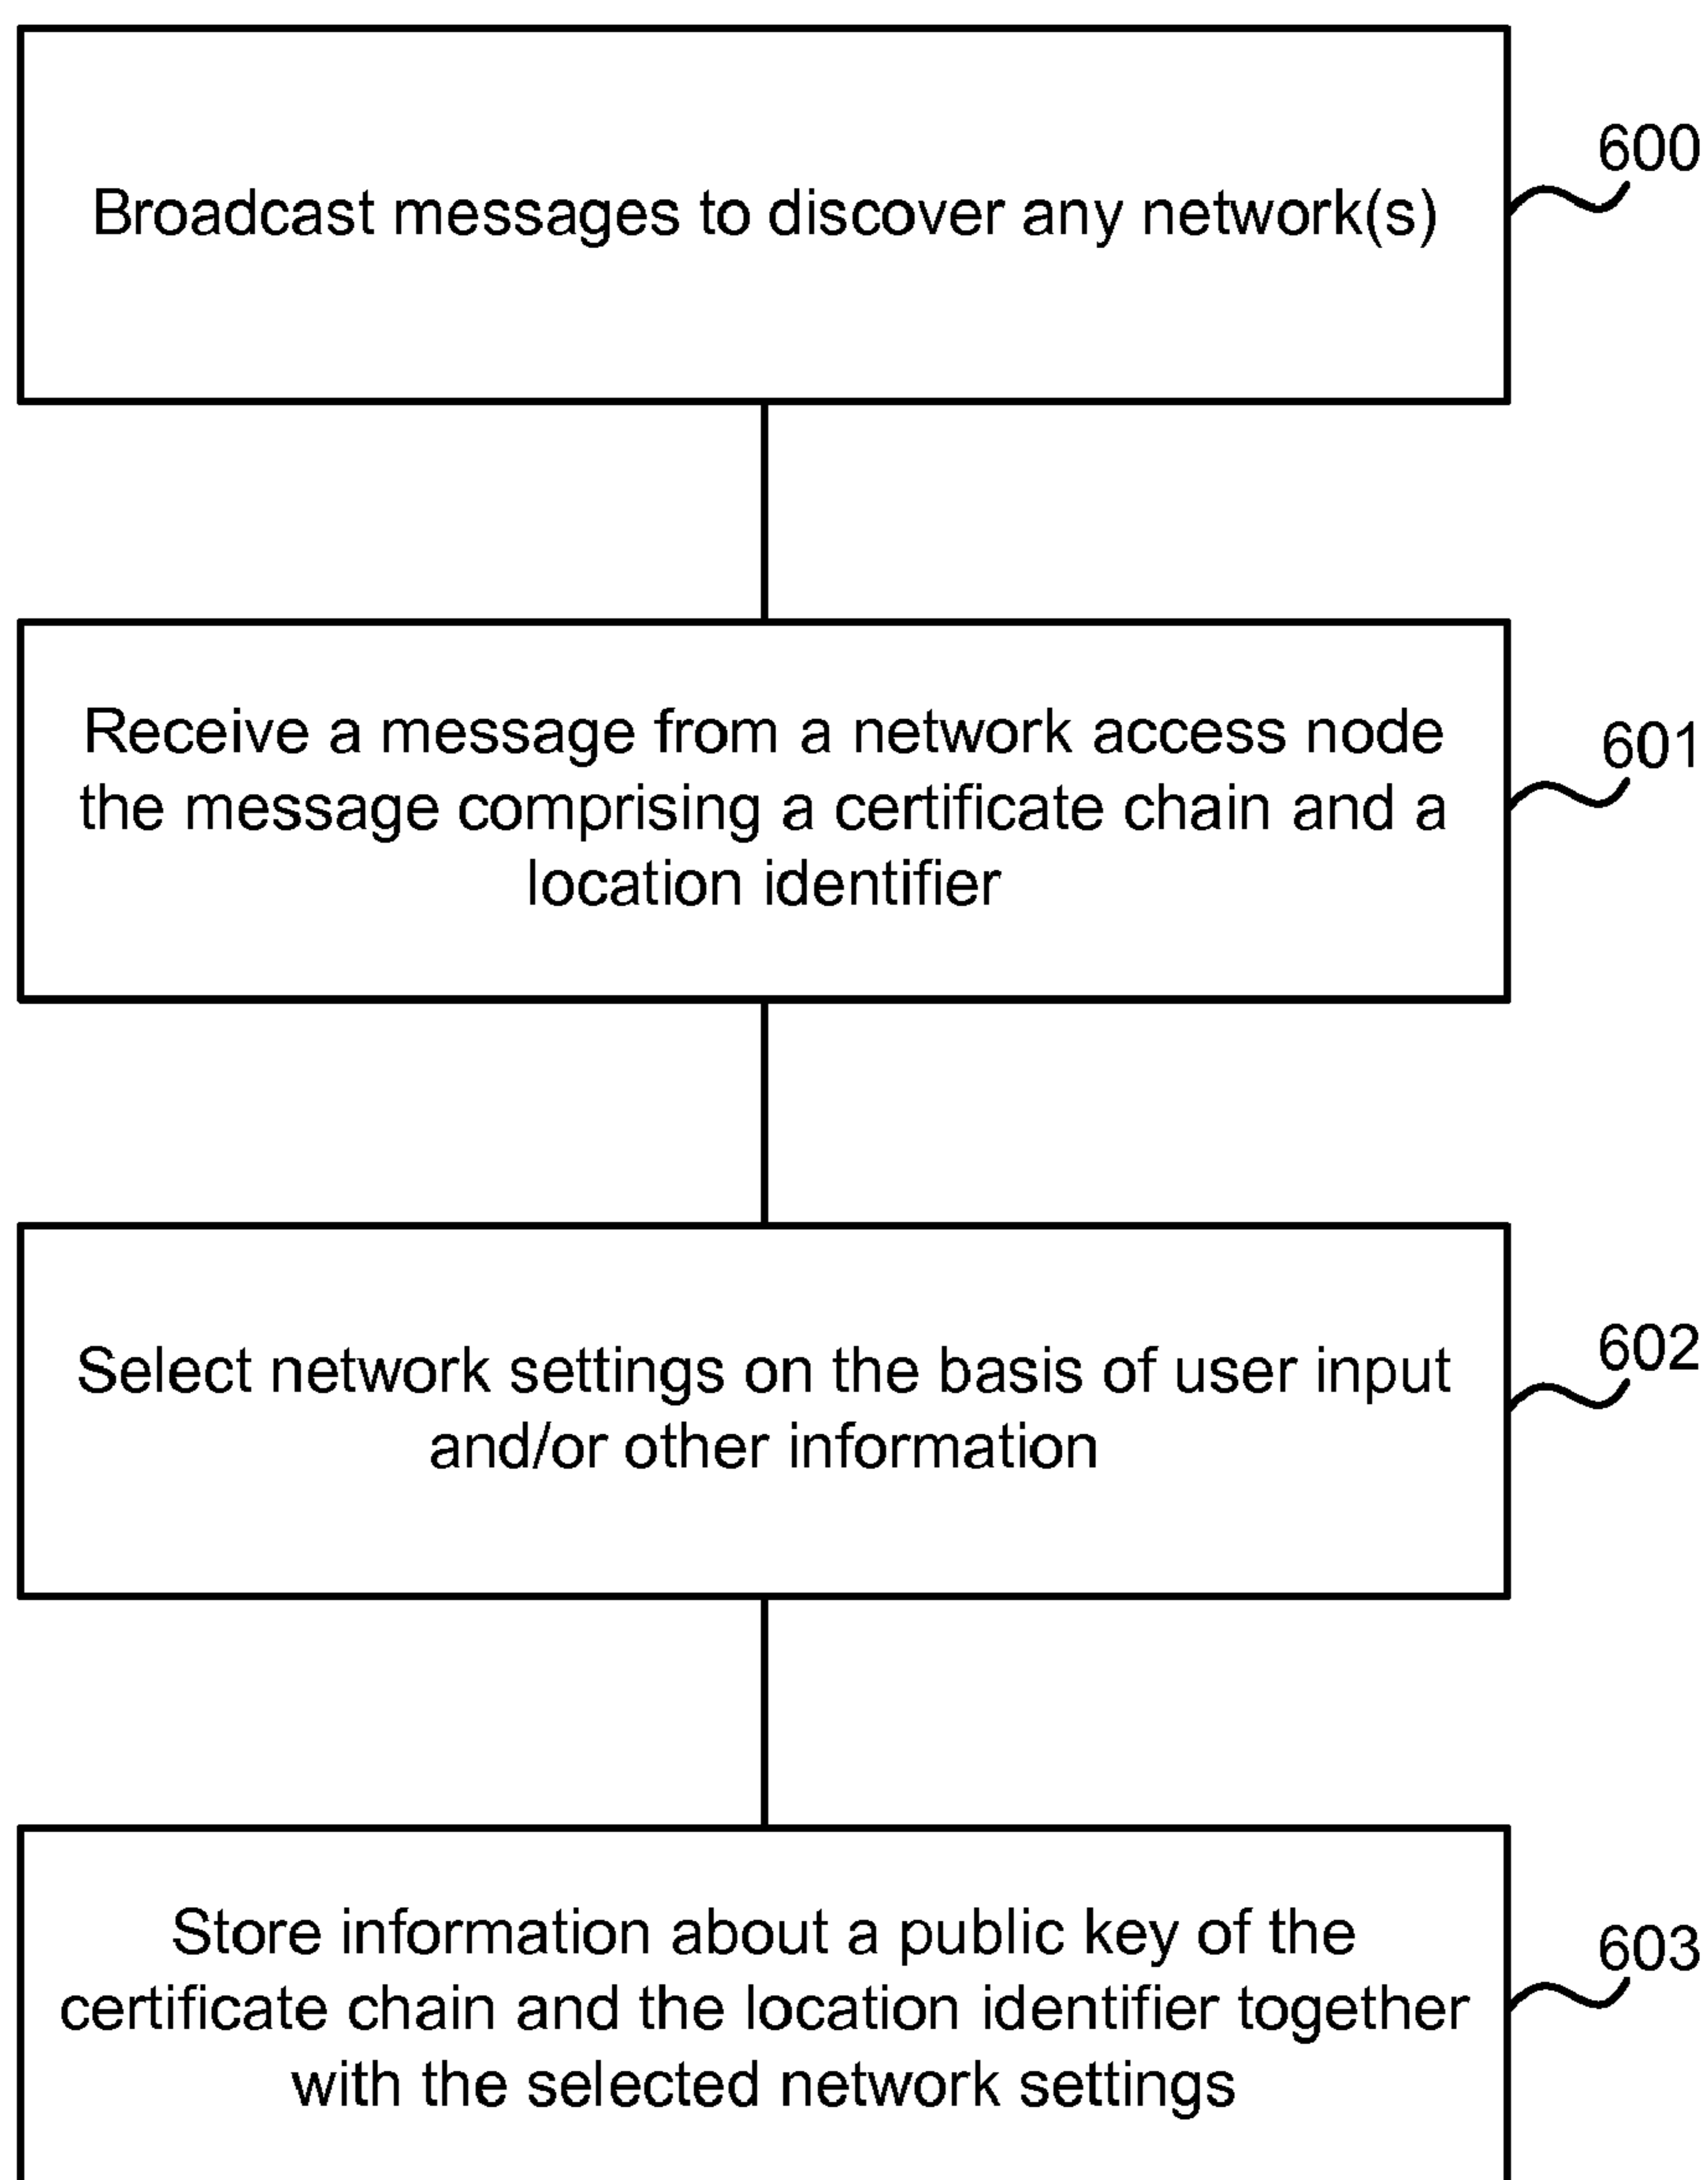 600
Broadcast messages to discover any network(s)
Receive a message from a network access node
the message comprising a certificate chain and a
location identifier
601
Select network settings on the basis of user input
and/or other information
602
Store information about a public key of the
certificate chain and the location identifier together
with the selected network settings
603